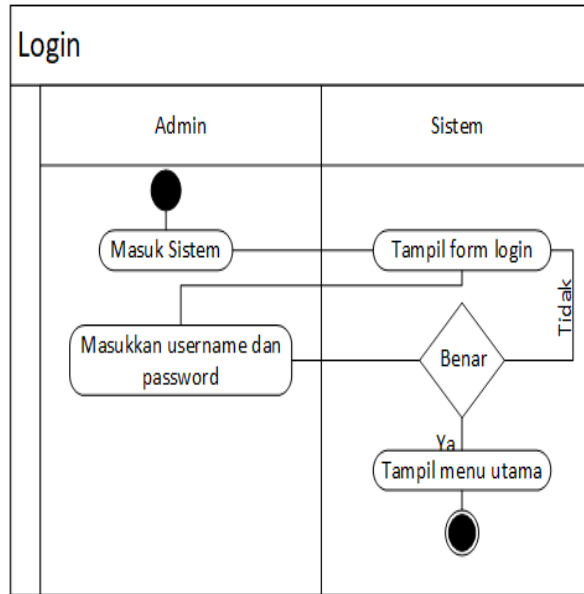 Login
Admin
Sistem
Masuk Sistem
Tampil form login
Tidak
Masukkan username dan
password
Benar
Ya
Tampil menu utama